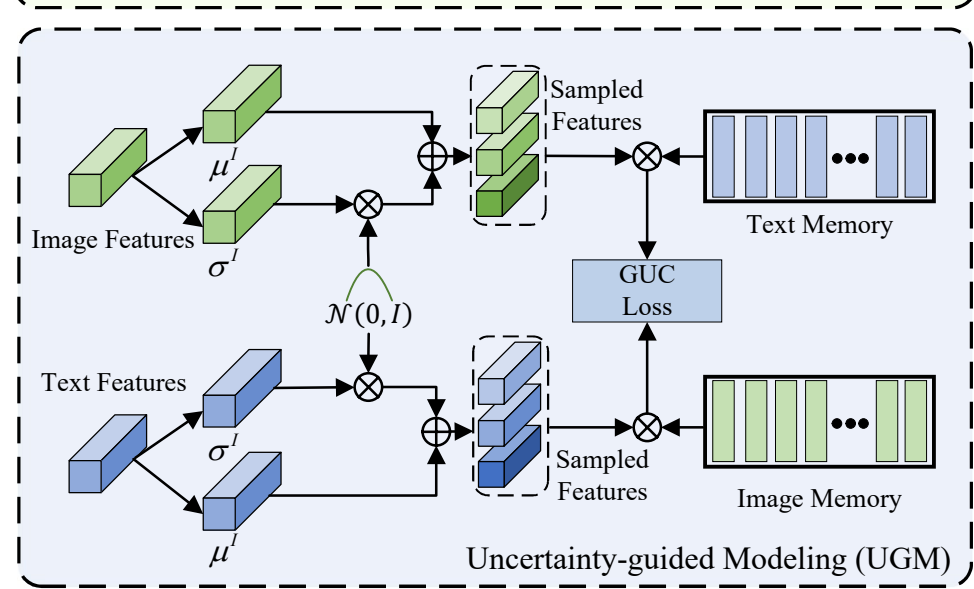 Sampled
Features
μ^I
Image Features
σ^I
Text Memory
GUC
Loss
𝒩(0, I)
Text Features
σ^I
Sampled
Features
Image Memory
μ^I
Uncertainty-guided Modeling (UGM)